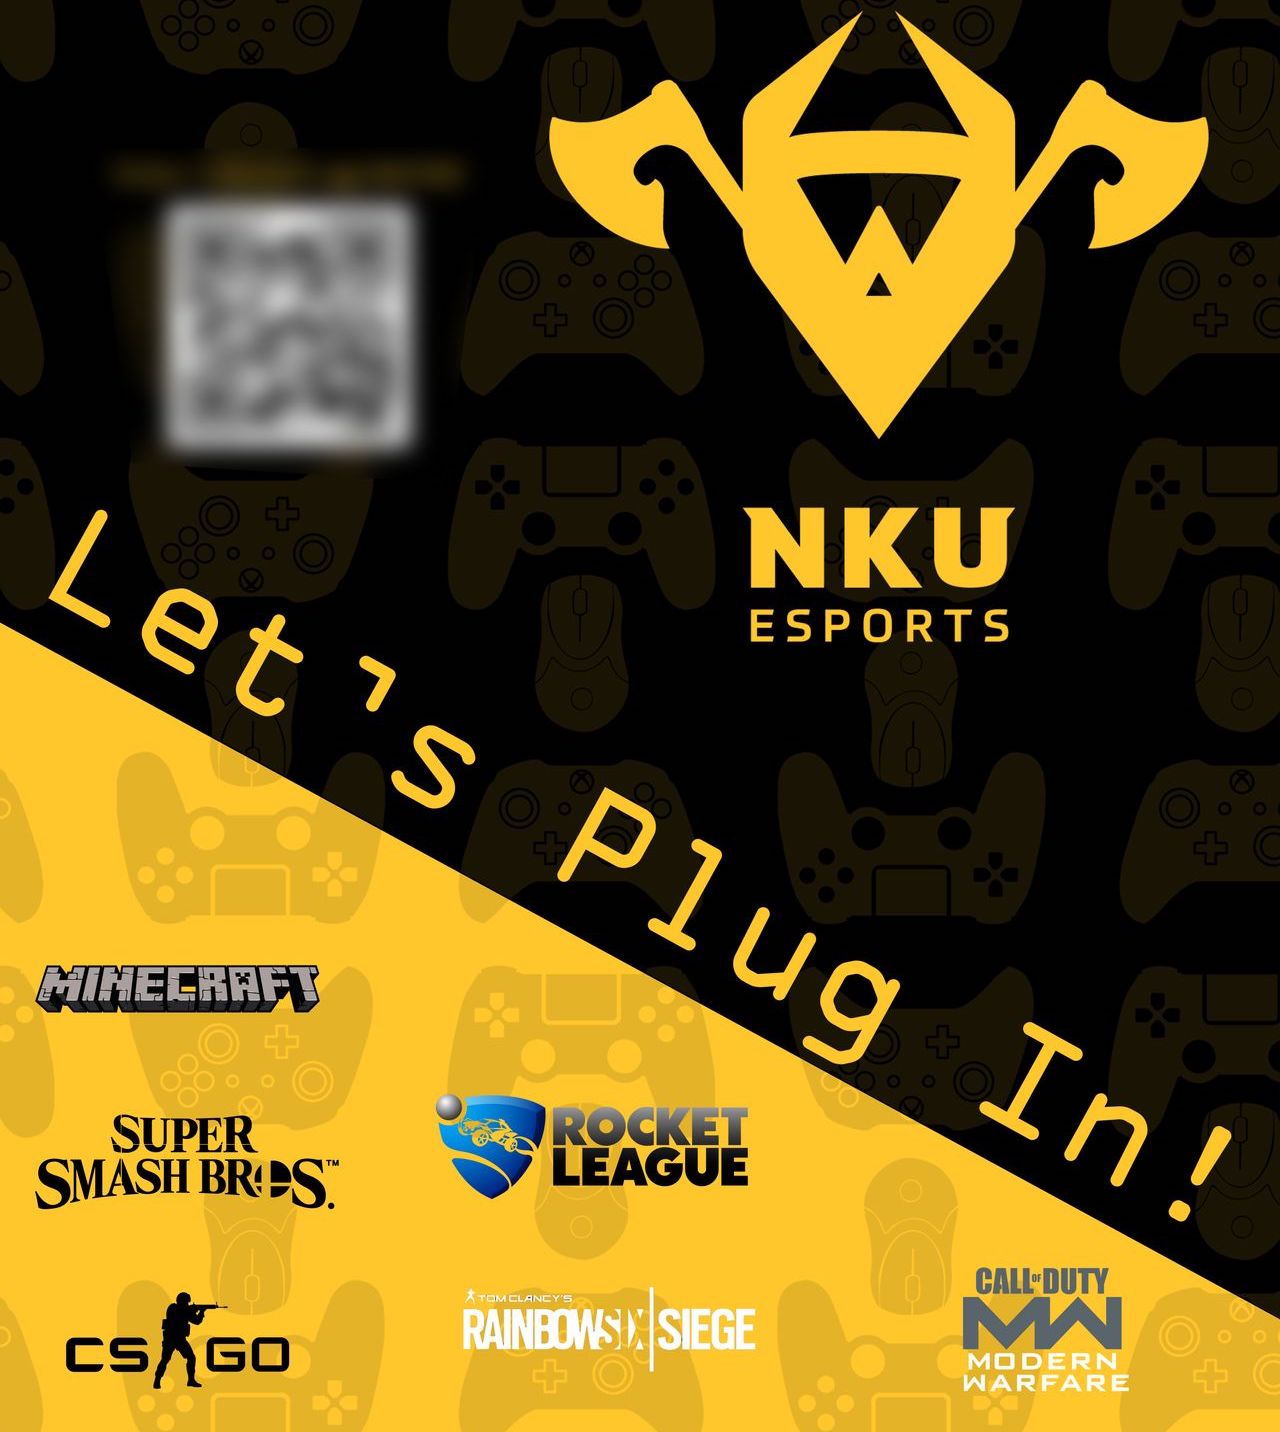 NKU
ESPORTS
Let's Plug In!
MINECRAFT
SUPER
SMASH BROS.™
ROCKET
LEAGUE
CS GO
TOM CLANCY'S
RAINBOW SIX | SIEGE
CALL OF DUTY
MW
MODERN
WARFARE